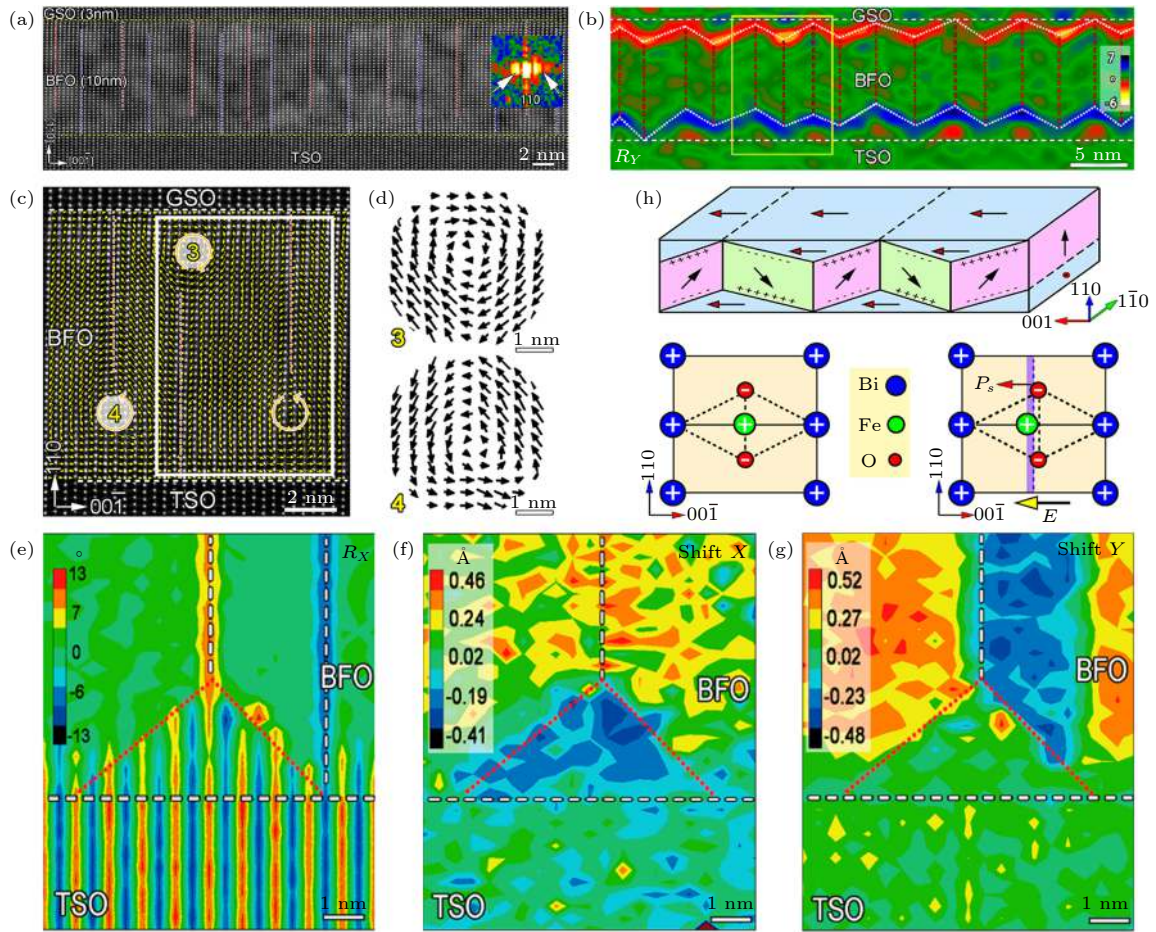 (a)
GSO (3nm)
BFO (10nm)
TSO
110
001̄
110
2 nm
(b)
GSO
BFO
TSO
R_Y
7
0
-6
5 nm
(c)
GSO
BFO
TSO
3
4
110
001̄
2 nm
(d)
3
1 nm
4
1 nm
(h)
110
11̄0
001
Bi
Fe
O
110
001̄
P_s
110
001̄
E
(e)
°
13
7
0
-6
-13
R_X
BFO
TSO
1 nm
(f)
Å
0.46
0.24
0.02
-0.19
-0.41
Shift X
BFO
1 nm
(g)
Å
0.52
0.27
0.02
-0.23
-0.48
Shift Y
BFO
TSO
1 nm